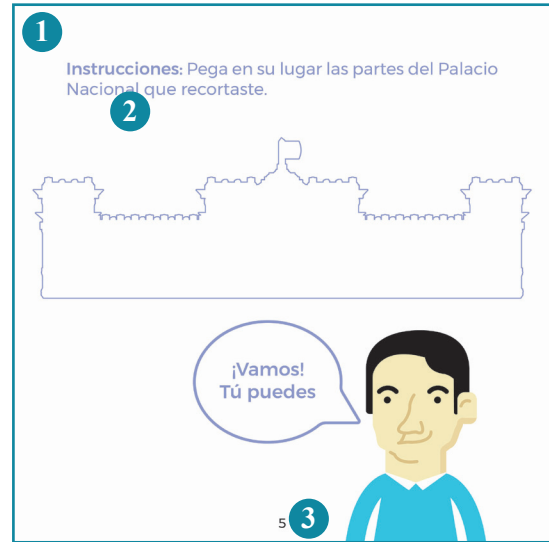 1
Instrucciones: Pega en su lugar las partes del Palacio
Nacional que recortaste.
2
¡Vamos!
Tú puedes
5
3